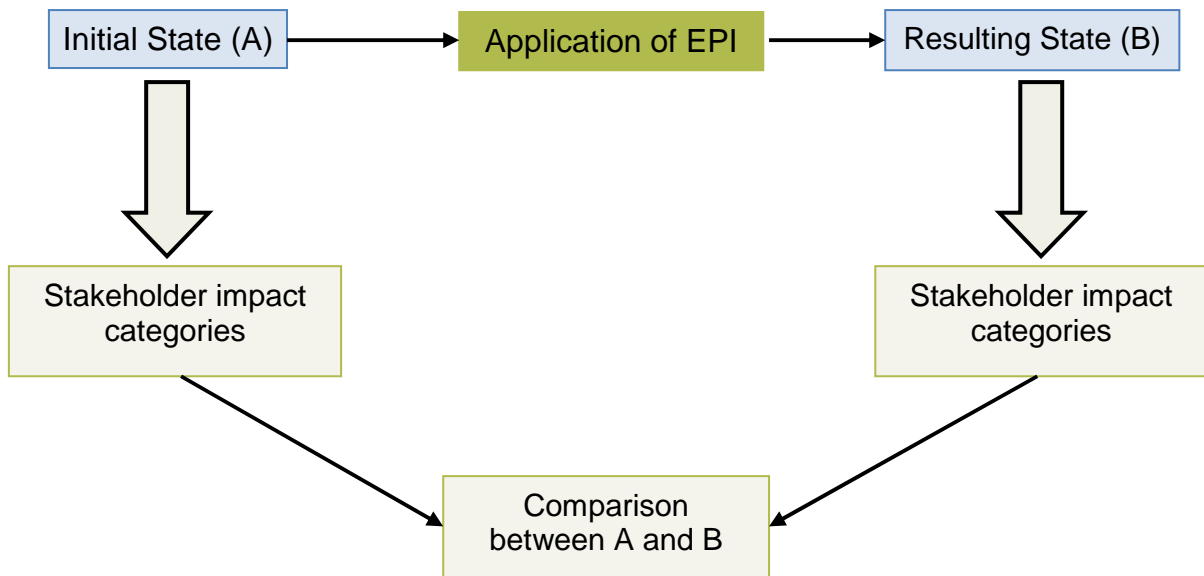 Initial State (A)
Application of EPI
Resulting State (B)
Stakeholder impact
categories
Stakeholder impact
categories
Comparison
between A and B